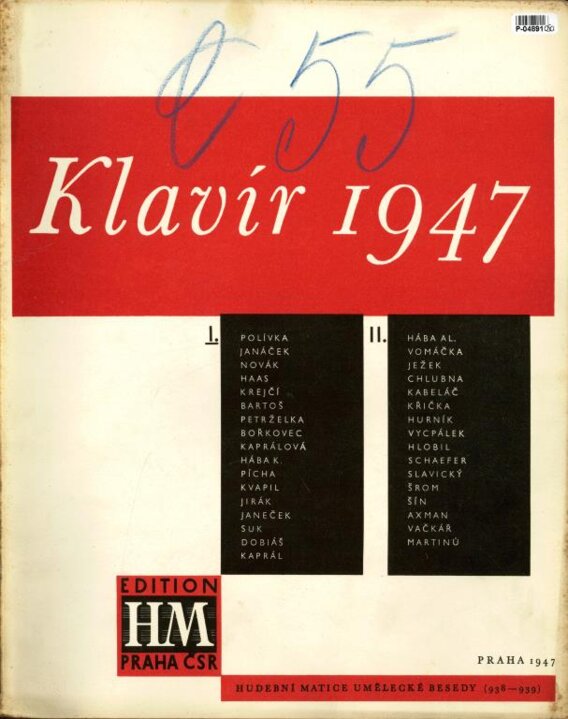 P-04891
t 55
Klavír 1947
I.
POLÍVKA
JANÁČEK
NOVÁK
HAAS
KREJČÍ
BARTOŠ
PETRŽELKA
BOŘKOVEC
KAPRÁLOVÁ
HÁBA K.
PÍCHA
KVAPIL
JIRÁK
JANEČEK
SUK
DOBIÁŠ
KAPRÁL
II.
HÁBA AL.
VOMÁČKA
JEŽEK
CHLUBNA
KABELÁČ
KŘIČKA
HURNÍK
VYCPÁLEK
HLOBIL
SCHAEFER
SLAVICKÝ
ŠROM
ŠÍN
AXMAN
VAČKÁŘ
MARTINŮ
EDITION
HM
PRAHA ČSR
PRAHA 1947
HUDEBNÍ MATICE UMĚLECKÉ BESEDY (938—939)